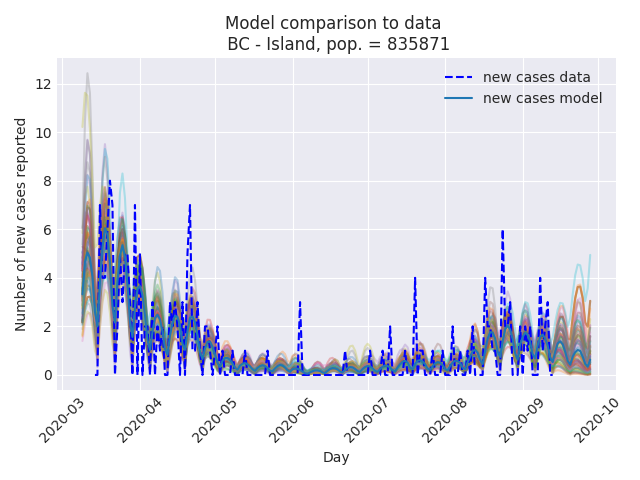 Model comparison to data
BC - Island, pop. = 835871
new cases data
new cases model
Number of new cases reported
12
10
8
6
4
2
0
2020-03
2020-04
2020-05
2020-06
2020-07
2020-08
2020-09
2020-10
Day